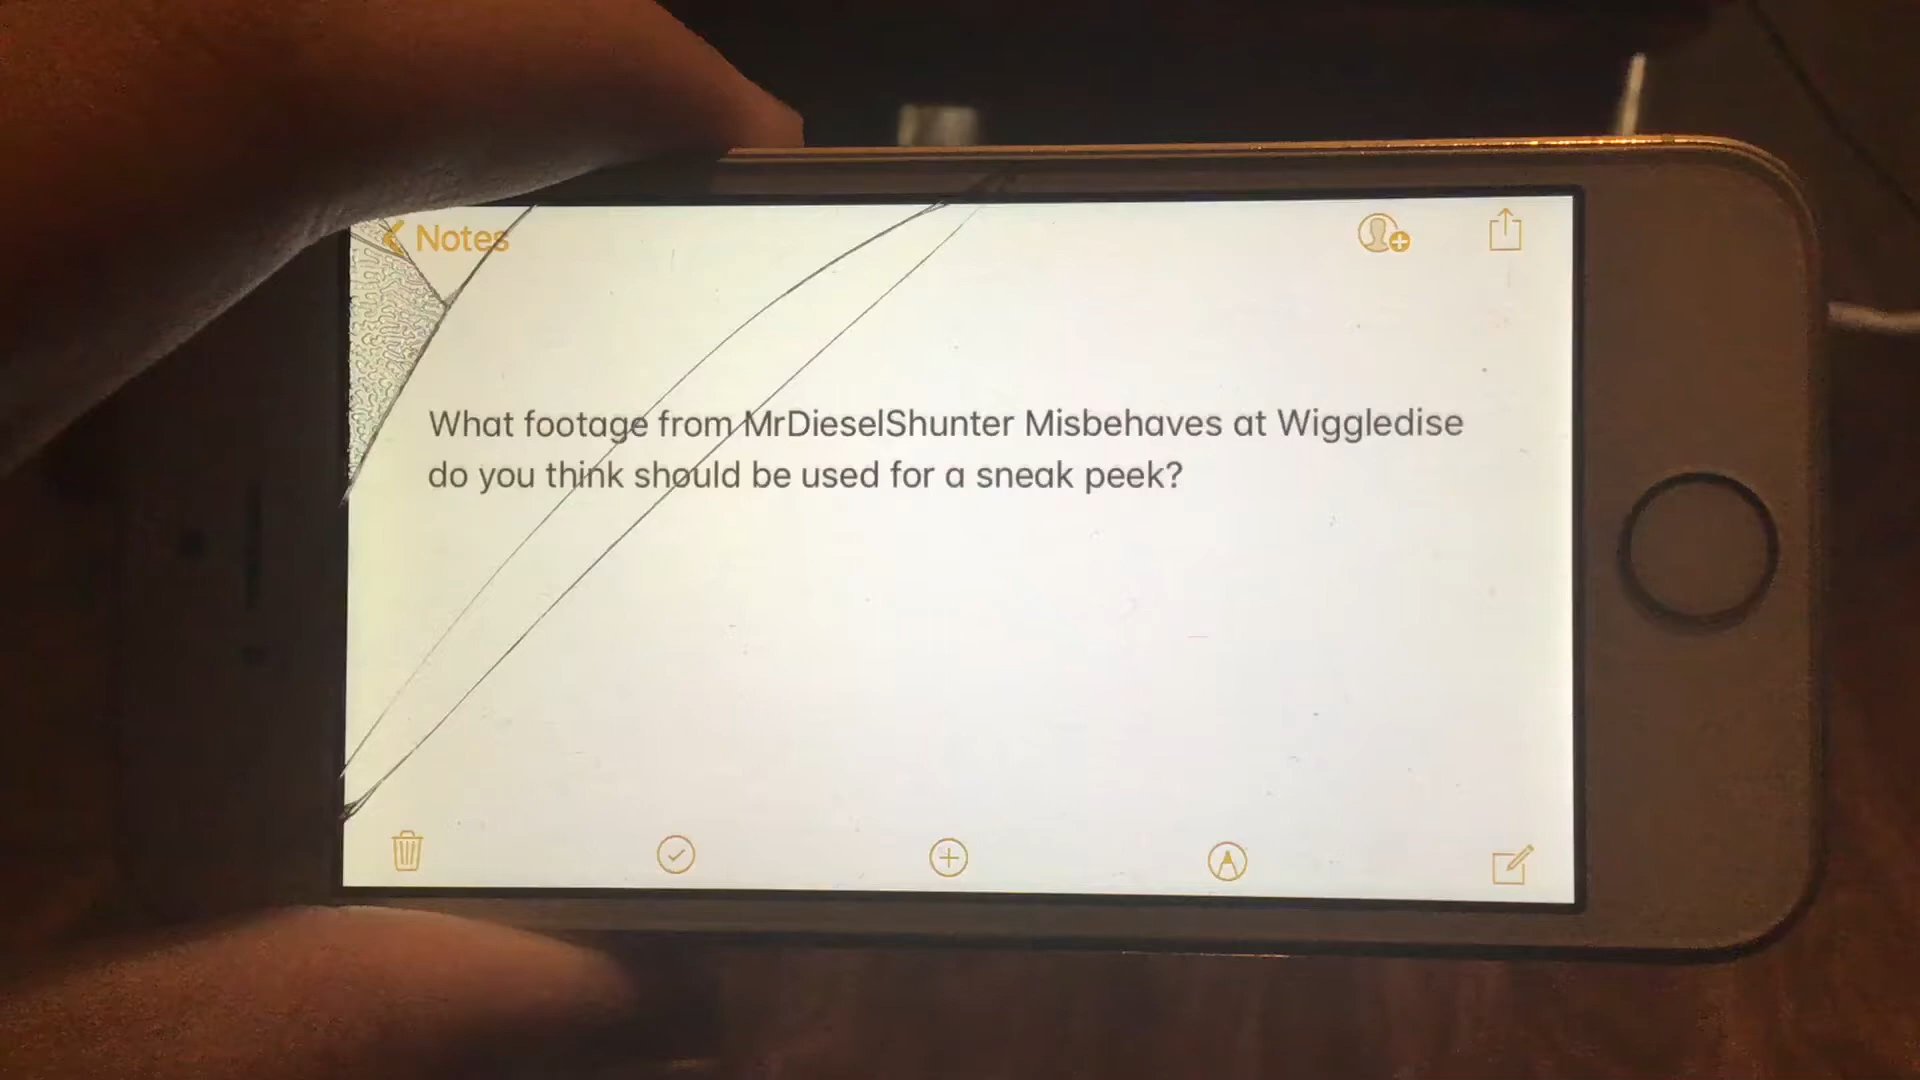 Notes
What footage from MrDieselShunter Misbehaves at Wiggledise
do you think should be used for a sneak peek?